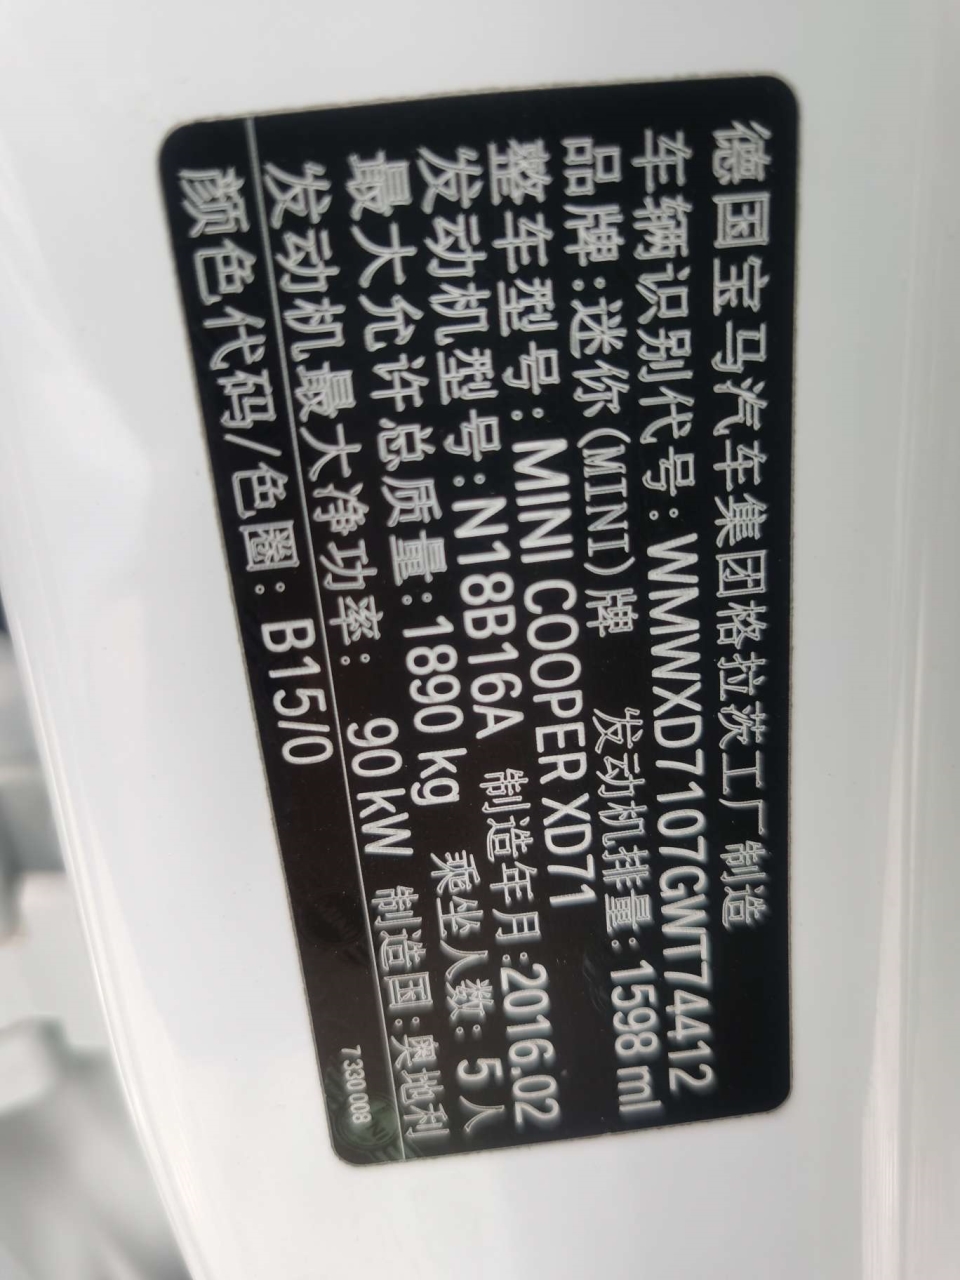 德国宝马汽车集团格拉茨工厂制造
车辆识别代号：WMWXD7107GWT74412
品牌：迷你（MINI）牌 发动机排量：1598 ml
整车型号：MINI COOPER XD71
发动机型号：N18B16A 制造年月：2016.02
最大允许总质量：1890 kg 乘坐人数：5人
发动机最大净功率：90 kW 制造国：奥地利
颜色代码/色圈：B15/0
7 330 008